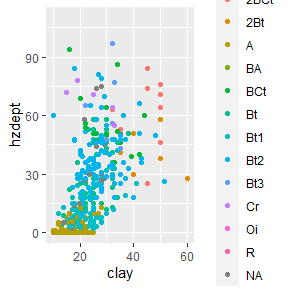 2BCt
2Bt
A
BA
BCt
Bt
Bt1
Bt2
Bt3
Cr
Oi
R
NA
90
60
30
0
hzdept
20
40
60
clay